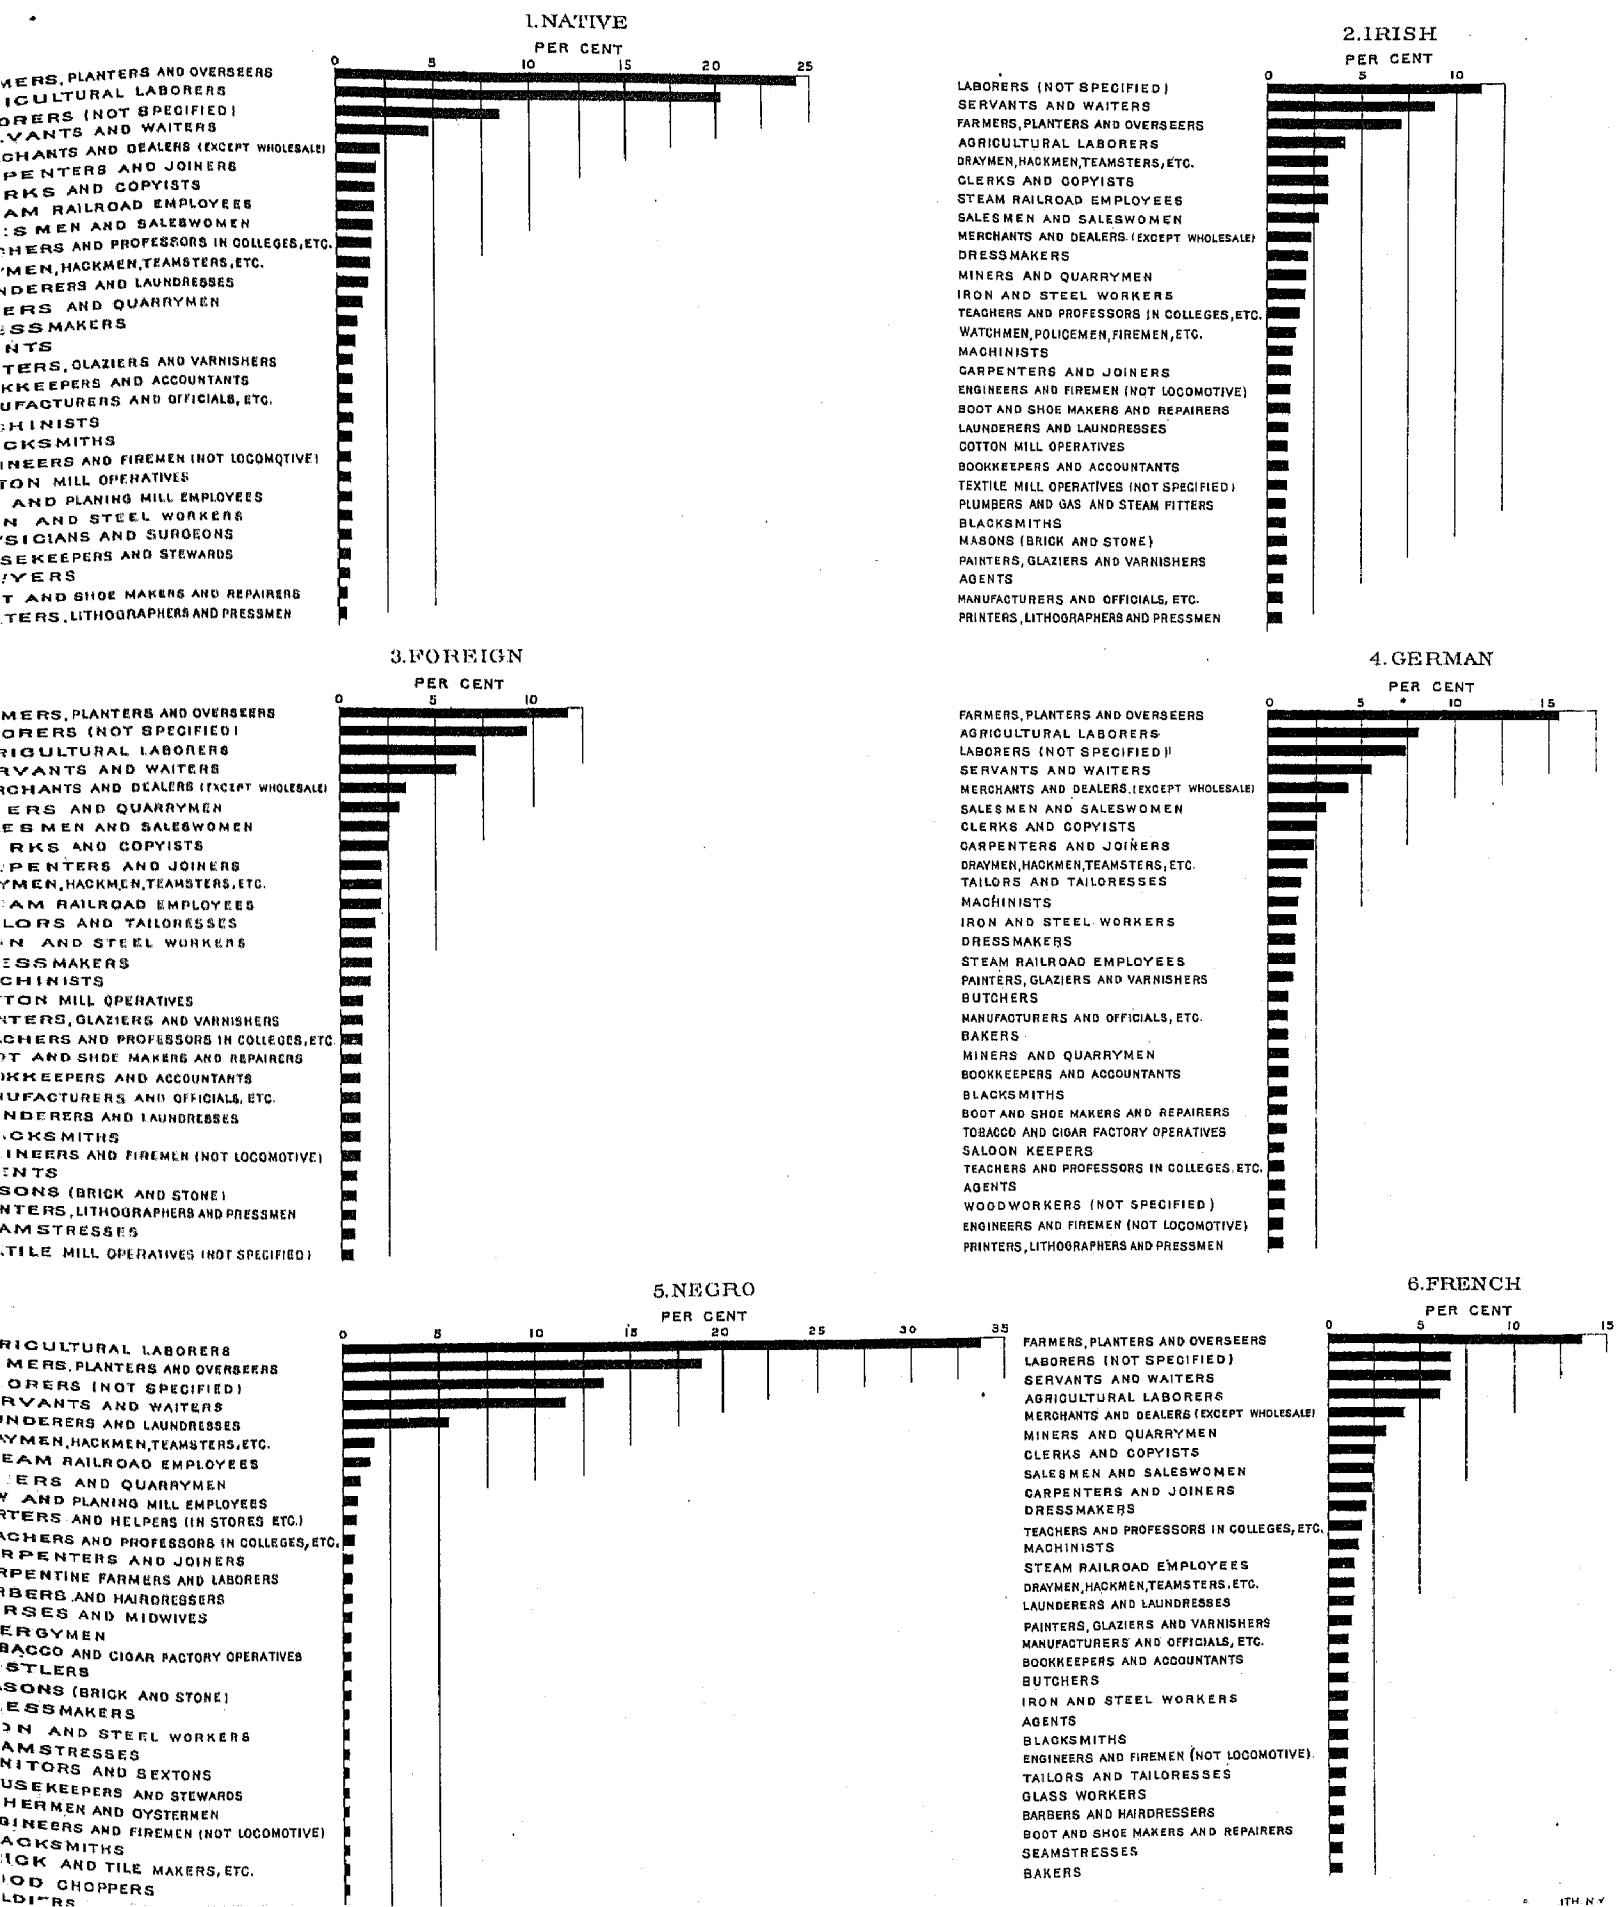 1. NATIVE
PER CENT
0 5 10 15 20 25
MERS, PLANTERS AND OVERSEERS
ICULTURAL LABORERS
ORERS (NOT SPECIFIED)
VANTS AND WAITERS
CHANTS AND DEALERS (EXCEPT WHOLESALE)
PENTERS AND JOINERS
RKS AND COPYISTS
AM RAILROAD EMPLOYEES
SMEN AND SALESWOMEN
HERS AND PROFESSORS IN COLLEGES, ETC.
MEN, HACKMEN, TEAMSTERS, ETC.
NDERERS AND LAUNDRESSES
ERS AND QUARRYMEN
ESSMAKERS
NTS
TERS, GLAZIERS AND VARNISHERS
KKEEPERS AND ACCOUNTANTS
UFACTURERS AND OFFICIALS, ETC.
HINISTS
CKSMITHS
INEERS AND FIREMEN (NOT LOCOMOTIVE)
TON MILL OPERATIVES
AND PLANING MILL EMPLOYEES
N AND STEEL WORKERS
YSICIANS AND SURGEONS
SEKEEPERS AND STEWARDS
YERS
T AND SHOE MAKERS AND REPAIRERS
TERS, LITHOGRAPHERS AND PRESSMEN
2. IRISH
PER CENT
0 5 10
LABORERS (NOT SPECIFIED)
SERVANTS AND WAITERS
FARMERS, PLANTERS AND OVERSEERS
AGRICULTURAL LABORERS
DRAYMEN, HACKMEN, TEAMSTERS, ETC.
CLERKS AND COPYISTS
STEAM RAILROAD EMPLOYEES
SALESMEN AND SALESWOMEN
MERCHANTS AND DEALERS (EXCEPT WHOLESALE)
DRESSMAKERS
MINERS AND QUARRYMEN
IRON AND STEEL WORKERS
TEACHERS AND PROFESSORS IN COLLEGES, ETC.
WATCHMEN, POLICEMEN, FIREMEN, ETC.
MACHINISTS
CARPENTERS AND JOINERS
ENGINEERS AND FIREMEN (NOT LOCOMOTIVE)
BOOT AND SHOE MAKERS AND REPAIRERS
LAUNDERERS AND LAUNDRESSES
COTTON MILL OPERATIVES
BOOKKEEPERS AND ACCOUNTANTS
TEXTILE MILL OPERATIVES (NOT SPECIFIED)
PLUMBERS AND GAS AND STEAM FITTERS
BLACKSMITHS
MASONS (BRICK AND STONE)
PAINTERS, GLAZIERS AND VARNISHERS
AGENTS
MANUFACTURERS AND OFFICIALS, ETC.
PRINTERS, LITHOGRAPHERS AND PRESSMEN
3. FOREIGN
PER CENT
0 5 10
MERS, PLANTERS AND OVERSEERS
ORERS (NOT SPECIFIED)
RICULTURAL LABORERS
RVANTS AND WAITERS
RCHANTS AND DEALERS (EXCEPT WHOLESALE)
ERS AND QUARRYMEN
ESMEN AND SALESWOMEN
RKS AND COPYISTS
PENTERS AND JOINERS
YMEN, HACKMEN, TEAMSTERS, ETC.
AM RAILROAD EMPLOYEES
LORS AND TAILORESSES
N AND STEEL WORKERS
ESSMAKERS
CHINISTS
TTON MILL OPERATIVES
NTERS, GLAZIERS AND VARNISHERS
CHERS AND PROFESSORS IN COLLEGES, ETC.
OT AND SHOE MAKERS AND REPAIRERS
OKKEEPERS AND ACCOUNTANTS
NUFACTURERS AND OFFICIALS, ETC.
NDERERS AND LAUNDRESSES
CKSMITHS
INEERS AND FIREMEN (NOT LOCOMOTIVE)
ENTS
SONS (BRICK AND STONE)
NTERS, LITHOGRAPHERS AND PRESSMEN
AMSTRESSES
TILE MILL OPERATIVES (NOT SPECIFIED)
4. GERMAN
PER CENT
0 5 10 15
FARMERS, PLANTERS AND OVERSEERS
AGRICULTURAL LABORERS
LABORERS (NOT SPECIFIED)
SERVANTS AND WAITERS
MERCHANTS AND DEALERS (EXCEPT WHOLESALE)
SALESMEN AND SALESWOMEN
CLERKS AND COPYISTS
CARPENTERS AND JOINERS
DRAYMEN, HACKMEN, TEAMSTERS, ETC.
TAILORS AND TAILORESSES
MACHINISTS
IRON AND STEEL WORKERS
DRESSMAKERS
STEAM RAILROAD EMPLOYEES
PAINTERS, GLAZIERS AND VARNISHERS
BUTCHERS
MANUFACTURERS AND OFFICIALS, ETC.
BAKERS
MINERS AND QUARRYMEN
BOOKKEEPERS AND ACCOUNTANTS
BLACKSMITHS
BOOT AND SHOE MAKERS AND REPAIRERS
TOBACCO AND CIGAR FACTORY OPERATIVES
SALOON KEEPERS
TEACHERS AND PROFESSORS IN COLLEGES, ETC.
AGENTS
WOODWORKERS (NOT SPECIFIED)
ENGINEERS AND FIREMEN (NOT LOCOMOTIVE)
PRINTERS, LITHOGRAPHERS AND PRESSMEN
5. NEGRO
PER CENT
0 5 10 15 20 25 30 35
RICULTURAL LABORERS
MERS, PLANTERS AND OVERSEERS
ORERS (NOT SPECIFIED)
RVANTS AND WAITERS
UNDERERS AND LAUNDRESSES
AYMEN, HACKMEN, TEAMSTERS, ETC.
EAM RAILROAD EMPLOYEES
ERS AND QUARRYMEN
W AND PLANING MILL EMPLOYEES
RTERS AND HELPERS (IN STORES ETC.)
ACHERS AND PROFESSORS IN COLLEGES, ETC.
RPENTERS AND JOINERS
RPENTINE FARMERS AND LABORERS
RBERS AND HAIRDRESSERS
RSES AND MIDWIVES
ERGYMEN
BACCO AND CIGAR FACTORY OPERATIVES
STLERS
SONS (BRICK AND STONE)
ESSMAKERS
ON AND STEEL WORKERS
AMSTRESSES
NITORS AND SEXTONS
USEKEEPERS AND STEWARDS
HERMEN AND OYSTERMEN
GINEERS AND FIREMEN (NOT LOCOMOTIVE)
ACKSMITHS
ICK AND TILE MAKERS, ETC.
OOD CHOPPERS
LDIERS
6. FRENCH
PER CENT
0 5 10 15
FARMERS, PLANTERS AND OVERSEERS
LABORERS (NOT SPECIFIED)
SERVANTS AND WAITERS
AGRICULTURAL LABORERS
MERCHANTS AND DEALERS (EXCEPT WHOLESALE)
MINERS AND QUARRYMEN
CLERKS AND COPYISTS
SALESMEN AND SALESWOMEN
CARPENTERS AND JOINERS
DRESSMAKERS
TEACHERS AND PROFESSORS IN COLLEGES, ETC.
MACHINISTS
STEAM RAILROAD EMPLOYEES
DRAYMEN, HACKMEN, TEAMSTERS, ETC.
LAUNDERERS AND LAUNDRESSES
PAINTERS, GLAZIERS AND VARNISHERS
MANUFACTURERS AND OFFICIALS, ETC.
BOOKKEEPERS AND ACCOUNTANTS
BUTCHERS
IRON AND STEEL WORKERS
AGENTS
BLACKSMITHS
ENGINEERS AND FIREMEN (NOT LOCOMOTIVE)
TAILORS AND TAILORESSES
GLASS WORKERS
BARBERS AND HAIRDRESSERS
BOOT AND SHOE MAKERS AND REPAIRERS
SEAMSTRESSES
BAKERS
ITH. N.Y.